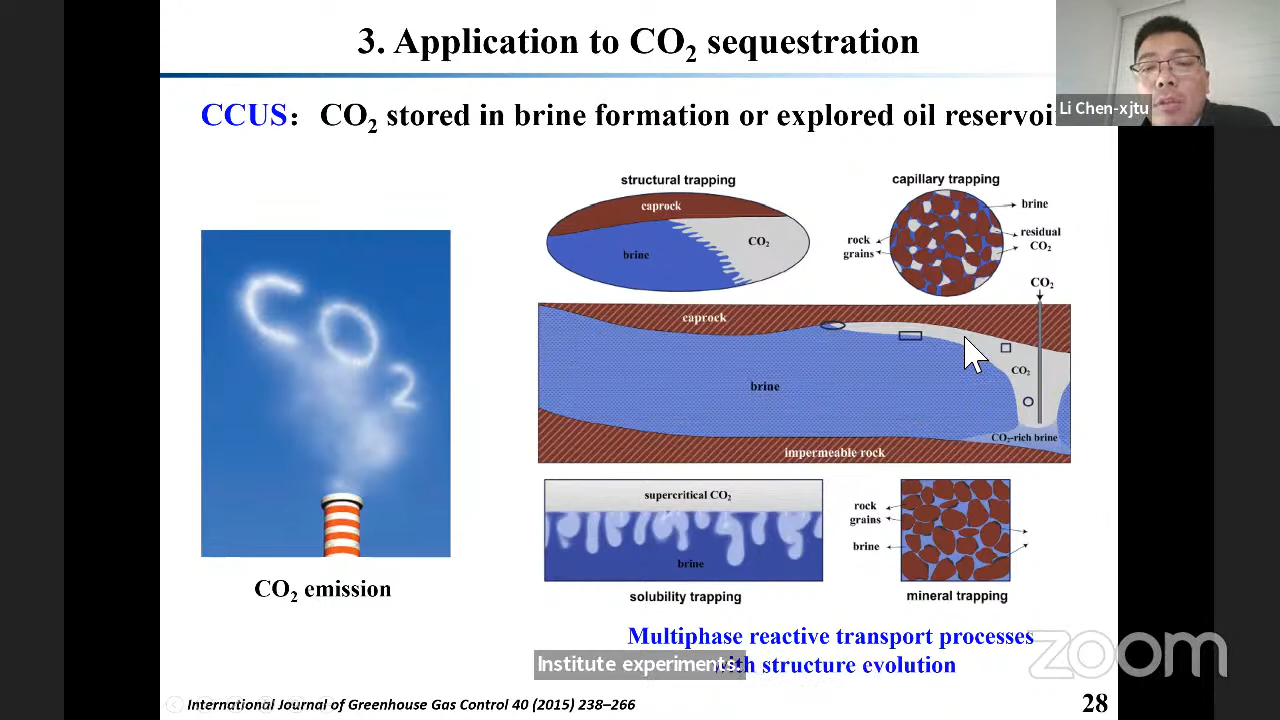 3. Application to CO₂ sequestration
Li Chen-xjtu
CCUS： CO₂ stored in brine formation or explored oil reservoi
structural trapping
caprock
brine
CO₂
capillary trapping
brine
residual
CO₂
rock
grains
CO₂
caprock
brine
CO₂
CO₂-rich brine
impermeable rock
CO₂
supercritical CO₂
brine
solubility trapping
rock
grains
brine
mineral trapping
CO₂ emission
Multiphase reactive transport processes
with structure evolution
Institute experiments.
zoom
International Journal of Greenhouse Gas Control 40 (2015) 238–266
28